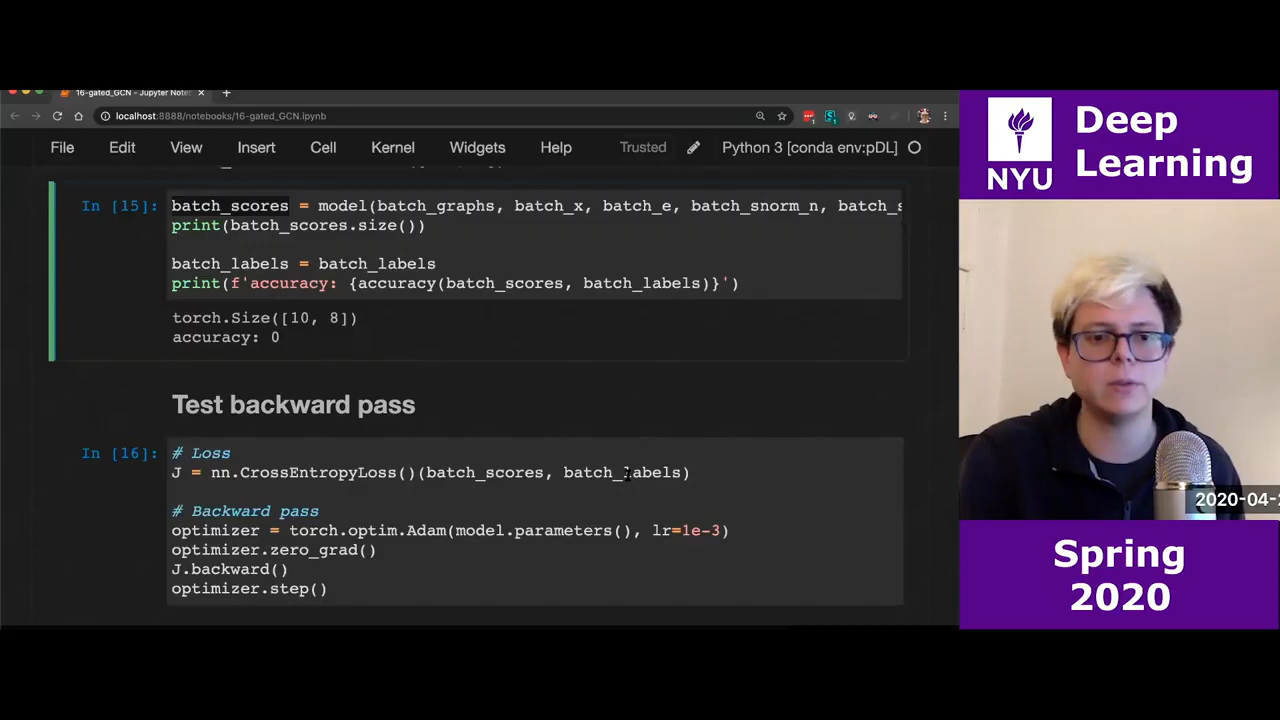 16-gated_GCN - Jupyter Note
localhost:8888/notebooks/16-gated_GCN.ipynb
File Edit View Insert Cell Kernel Widgets Help Trusted Python 3 [conda env:pDL]
In [15]: batch_scores = model(batch_graphs, batch_x, batch_e, batch_snorm_n, batch_s
print(batch_scores.size())
batch_labels = batch_labels
print(f'accuracy: {accuracy(batch_scores, batch_labels)}')
torch.Size([10, 8])
accuracy: 0
Test backward pass
In [16]: # Loss
J = nn.CrossEntropyLoss()(batch_scores, batch_labels)
# Backward pass
optimizer = torch.optim.Adam(model.parameters(), lr=1e-3)
optimizer.zero_grad()
J.backward()
optimizer.step()
NYU
Deep
Learning
2020-04-2
Spring
2020